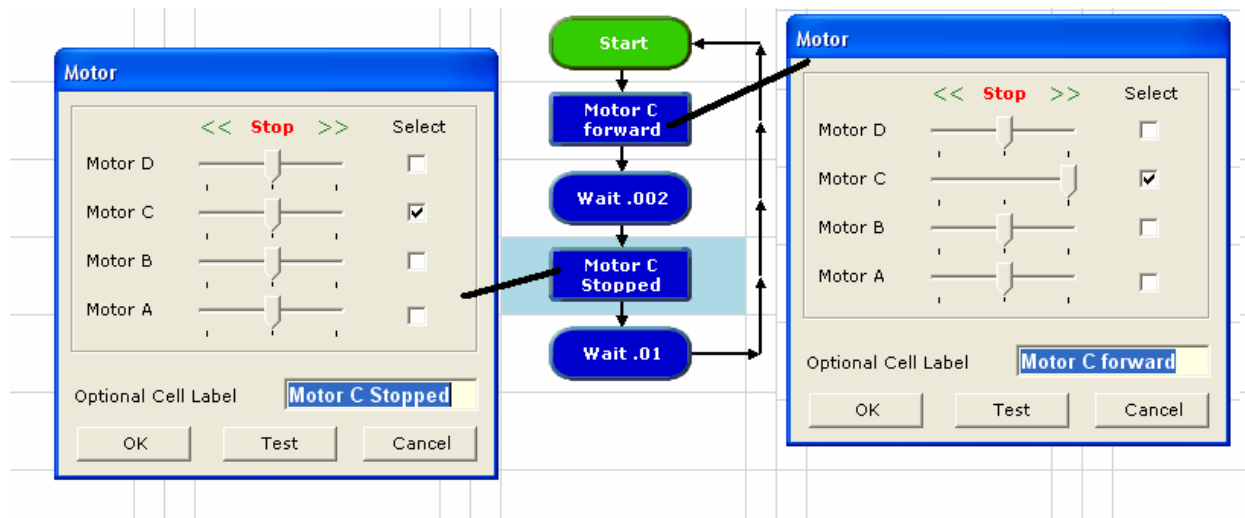 Motor
<< Stop >> Select
Motor D
Motor C
Motor B
Motor A
Optional Cell Label Motor C Stopped
OK Test Cancel
Start
Motor C
forward
Wait .002
Motor C
Stopped
Wait .01
Motor
<< Stop >> Select
Motor D
Motor C
Motor B
Motor A
Optional Cell Label Motor C forward
OK Test Cancel